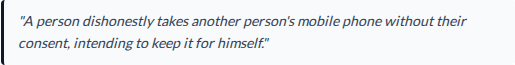 "A person dishonestly takes another person's mobile phone without their
consent, intending to keep it for himself."